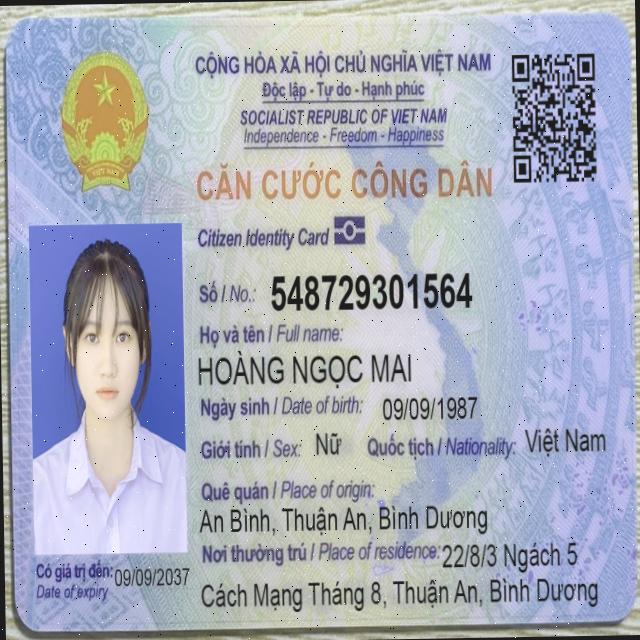 CỘNG HÒA XÃ HỘI CHỦ NGHĨA VIỆT NAM
Độc lập - Tự do - Hạnh phúc
SOCIALIST REPUBLIC OF VIET NAM
Independence - Freedom - Happiness
CĂN CƯỚC CÔNG DÂN
Citizen Identity Card
Số / No.: 548729301564
Họ và tên / Full name:
HOÀNG NGỌC MAI
Ngày sinh / Date of birth: 09/09/1987
Giới tính / Sex: Nữ Quốc tịch / Nationality: Việt Nam
Quê quán / Place of origin:
An Bình, Thuận An, Bình Dương
Nơi thường trú / Place of residence: 22/8/3 Ngách 5
Cách Mạng Tháng 8, Thuận An, Bình Dương
Có giá trị đến: 09/09/2037
Date of expiry
VIỆT NAM